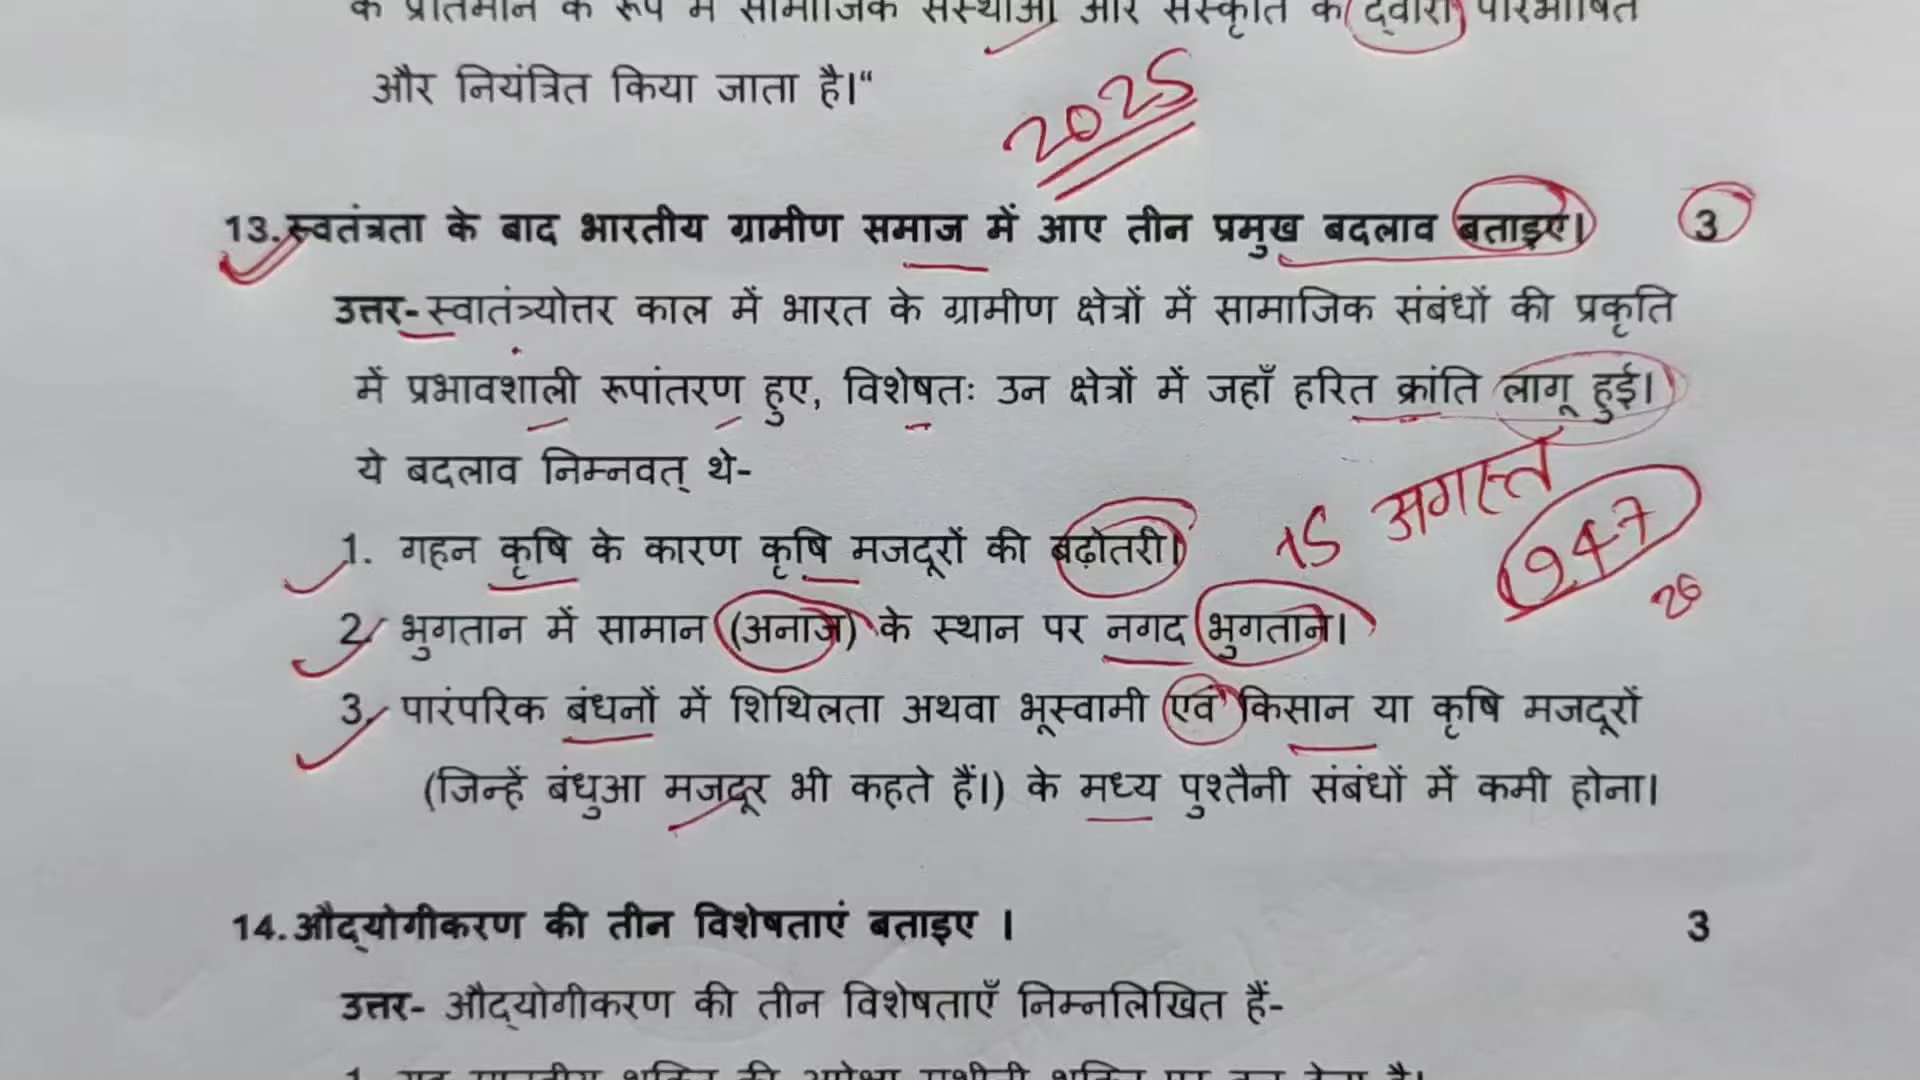 के प्रतिमान के रूप में सामाजिक संस्थाओं और संस्कृति के द्वारा परिभाषित
और नियंत्रित किया जाता है।“
2025
13. स्वतंत्रता के बाद भारतीय ग्रामीण समाज में आए तीन प्रमुख बदलाव बताइए। 3
उत्तर- स्वातंत्र्योत्तर काल में भारत के ग्रामीण क्षेत्रों में सामाजिक संबंधों की प्रकृति
में प्रभावशाली रूपांतरण हुए, विशेषतः उन क्षेत्रों में जहाँ हरित क्रांति लागू हुई।
ये बदलाव निम्नवत् थे-
1. गहन कृषि के कारण कृषि मजदूरों की बढ़ोतरी।
15 अगस्त 1947
2. भुगतान में सामान (अनाज) के स्थान पर नगद भुगतान।
3. पारंपरिक बंधनों में शिथिलता अथवा भूस्वामी एवं किसान या कृषि मजदूरों
(जिन्हें बंधुआ मजदूर भी कहते हैं।) के मध्य पुश्तैनी संबंधों में कमी होना।
14. औद्योगीकरण की तीन विशेषताएं बताइए । 3
उत्तर- औद्योगीकरण की तीन विशेषताएँ निम्नलिखित हैं-